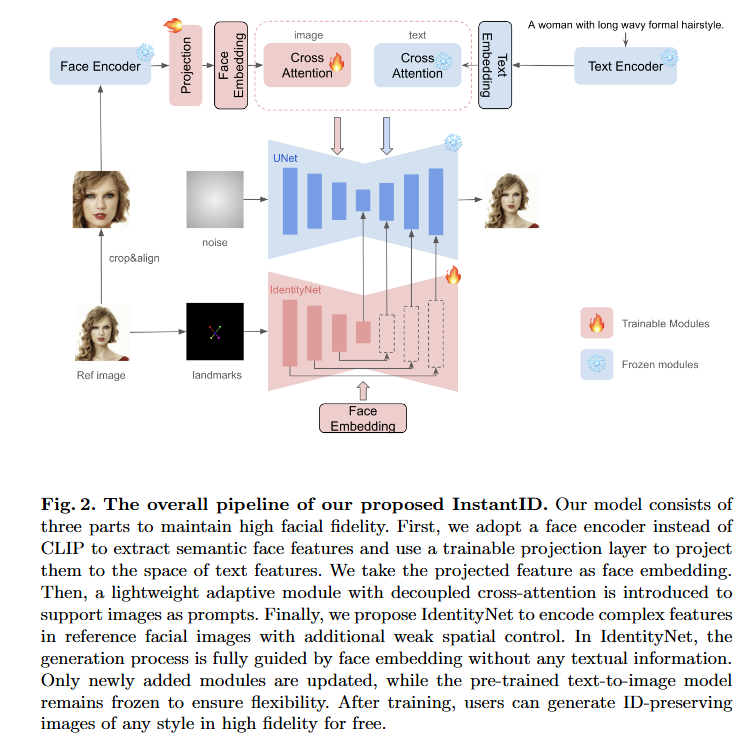 A woman with long wavy formal hairstyle.
Face Encoder
Projection
Face
Embedding
image
Cross
Attention
text
Cross
Attention
Text
Embedding
Text Encoder
UNet
noise
crop&align
IdentityNet
Ref image
landmarks
Face
Embedding
Trainable Modules
Frozen modules
Fig. 2. The overall pipeline of our proposed InstantID. Our model consists of
three parts to maintain high facial fidelity. First, we adopt a face encoder instead of
CLIP to extract semantic face features and use a trainable projection layer to project
them to the space of text features. We take the projected feature as face embedding.
Then, a lightweight adaptive module with decoupled cross-attention is introduced to
support images as prompts. Finally, we propose IdentityNet to encode complex features
in reference facial images with additional weak spatial control. In IdentityNet, the
generation process is fully guided by face embedding without any textual information.
Only newly added modules are updated, while the pre-trained text-to-image model
remains frozen to ensure flexibility. After training, users can generate ID-preserving
images of any style in high fidelity for free.